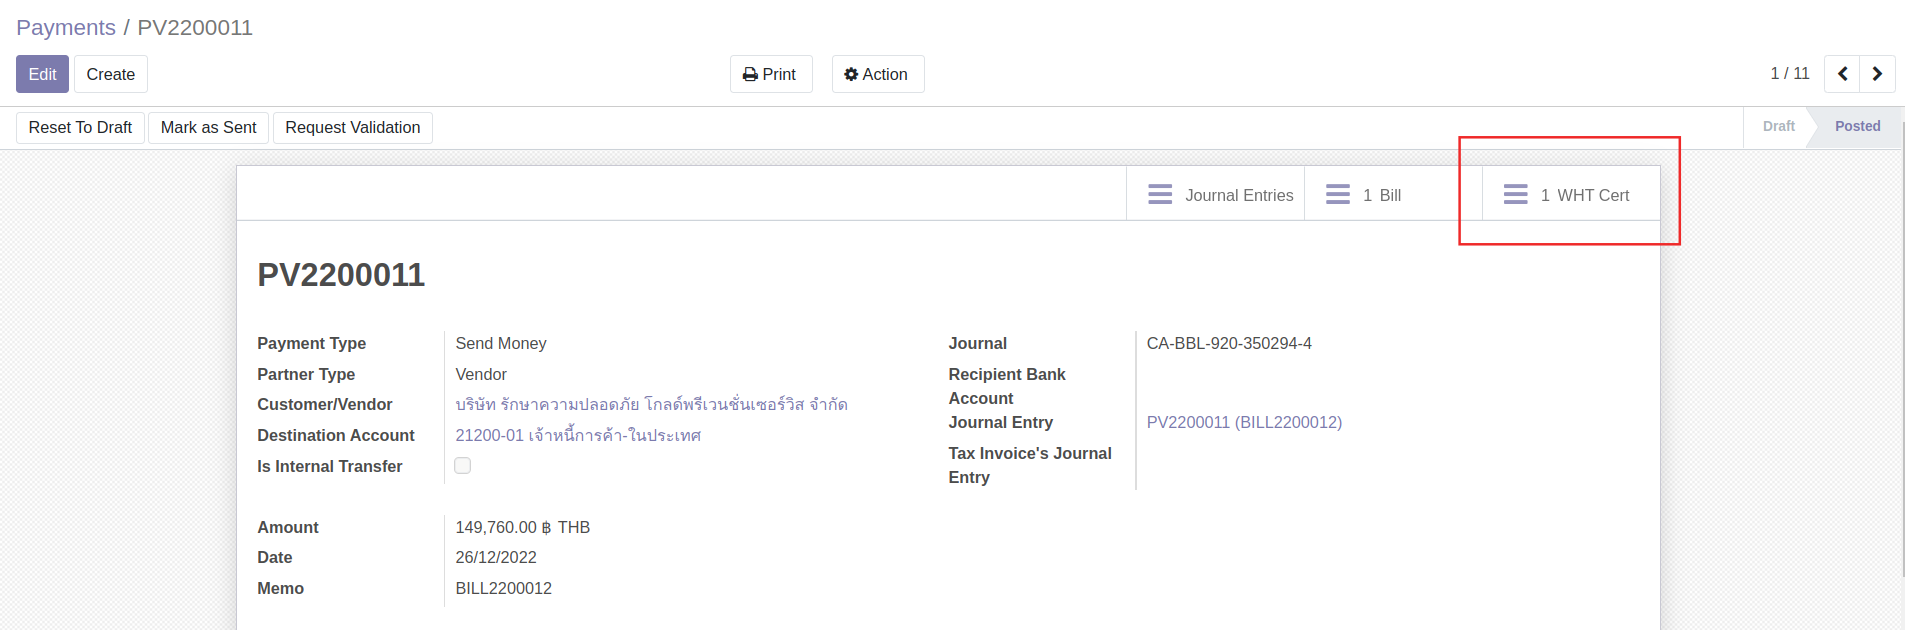 Payments / PV2200011
Edit Create Print Action 1 / 11
Reset To Draft Mark as Sent Request Validation Draft Posted
Journal Entries 1 Bill 1 WHT Cert
PV2200011
Payment Type Send Money
Partner Type Vendor
Customer/Vendor บริษัท รักษาความปลอดภัย โกลด์พรีเวนชั่นเซอร์วิส จำกัด
Destination Account 21200-01 เจ้าหนี้การค้า-ในประเทศ
Is Internal Transfer
Journal CA-BBL-920-350294-4
Recipient Bank
Account
Journal Entry PV2200011 (BILL2200012)
Tax Invoice's Journal
Entry
Amount 149,760.00 ฿ THB
Date 26/12/2022
Memo BILL2200012